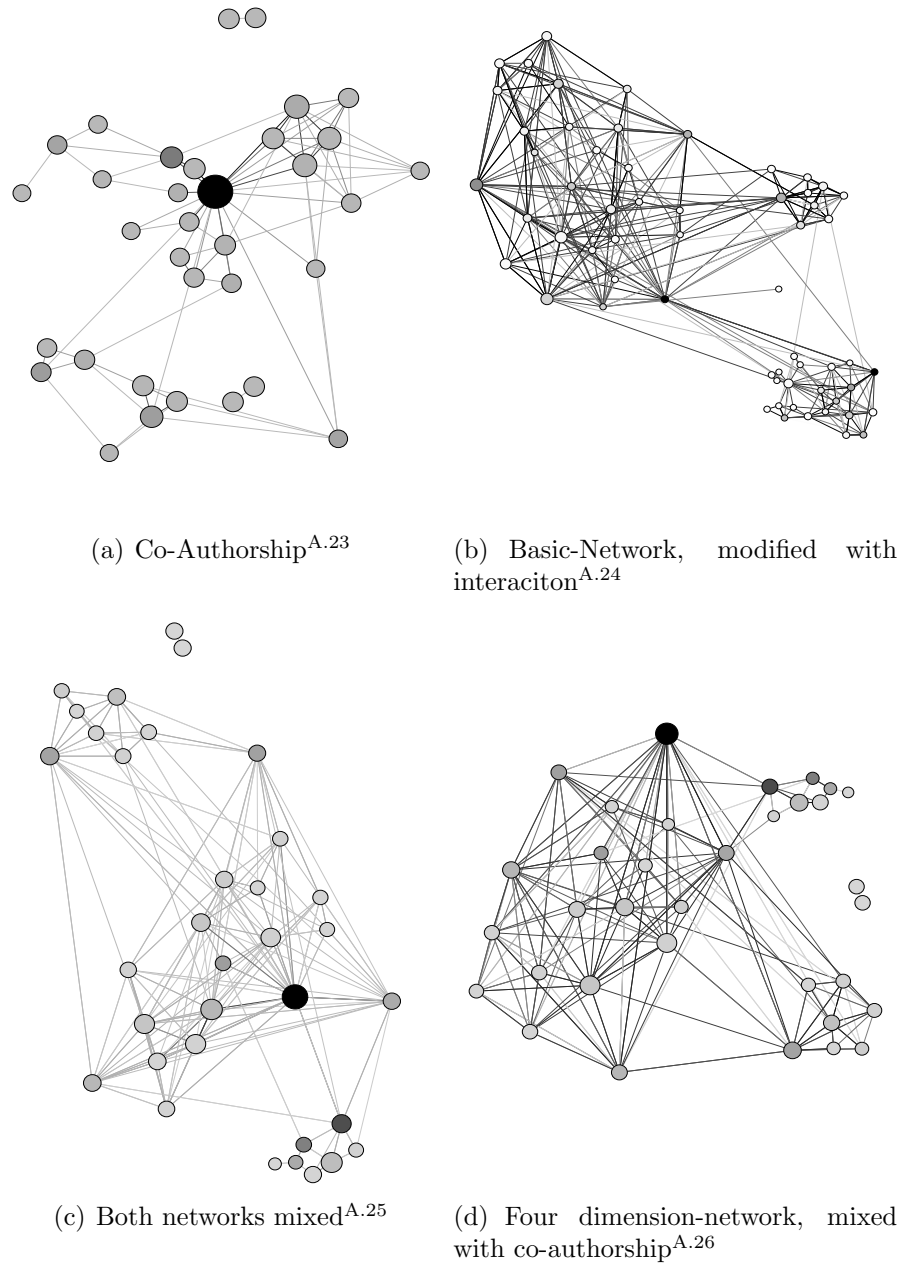 (a) Co-Authorship^A.23
(b) Basic-Network, modified with
interaciton^A.24
(c) Both networks mixed^A.25
(d) Four dimension-network, mixed
with co-authorship^A.26